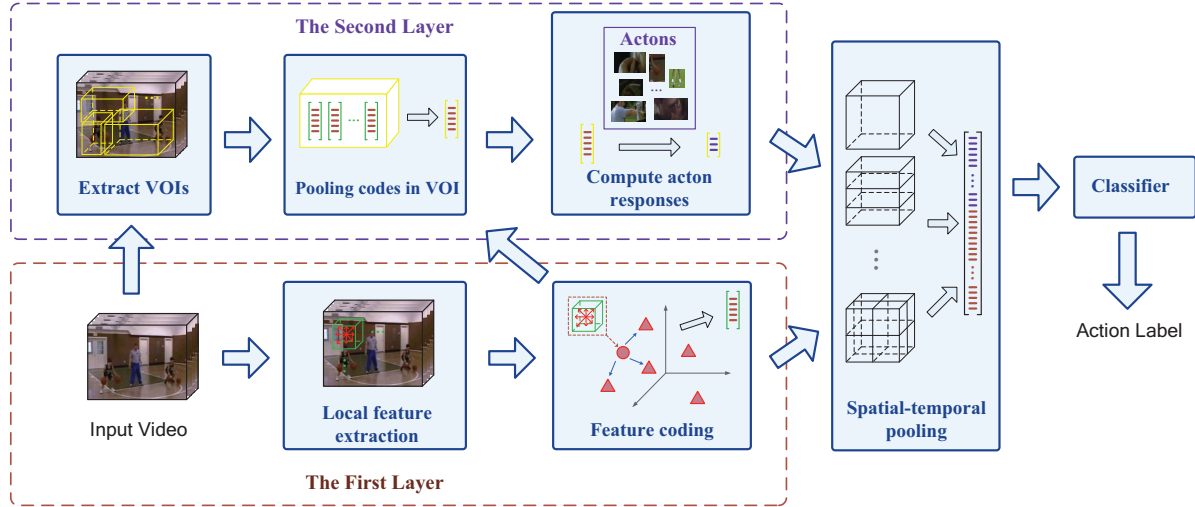 The Second Layer
Actons
Extract VOIs
Pooling codes in VOI
Compute acton
responses
Classifier
Action Label
Input Video
Local feature
extraction
Feature coding
Spatial-temporal
pooling
The First Layer